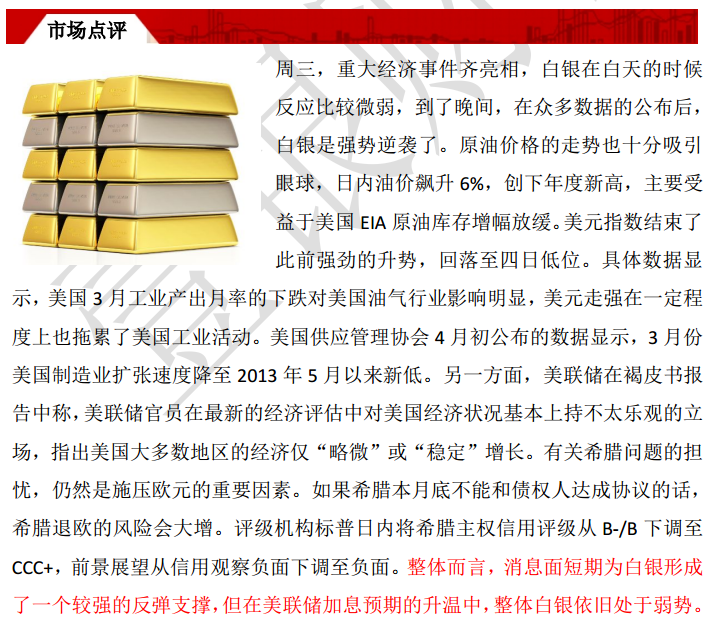 市场点评
周三，重大经济事件齐亮相，白银在白天的时候
反应比较微弱，到了晚间，在众多数据的公布后，
白银是强势逆袭了。原油价格的走势也十分吸引
眼球，日内油价飙升 6%，创下年度新高，主要受
益于美国 EIA 原油库存增幅放缓。美元指数结束了
此前强劲的升势，回落至四日低位。具体数据显
示，美国 3 月工业产出月率的下跌对美国油气行业影响明显，美元走强在一定程
度上也拖累了美国工业活动。美国供应管理协会 4 月初公布的数据显示，3 月份
美国制造业扩张速度降至 2013 年 5 月以来新低。另一方面，美联储在褐皮书报
告中称，美联储官员在最新的经济评估中对美国经济状况基本上持不太乐观的立
场，指出美国大多数地区的经济仅“略微”或“稳定”增长。有关希腊问题的担
忧，仍然是施压欧元的重要因素。如果希腊本月底不能和债权人达成协议的话，
希腊退欧的风险会大增。评级机构标普日内将希腊主权信用评级从 B-/B 下调至
CCC+，前景展望从信用观察负面下调至负面。整体而言，消息面短期为白银形成
了一个较强的反弹支撑，但在美联储加息预期的升温中，整体白银依旧处于弱势。